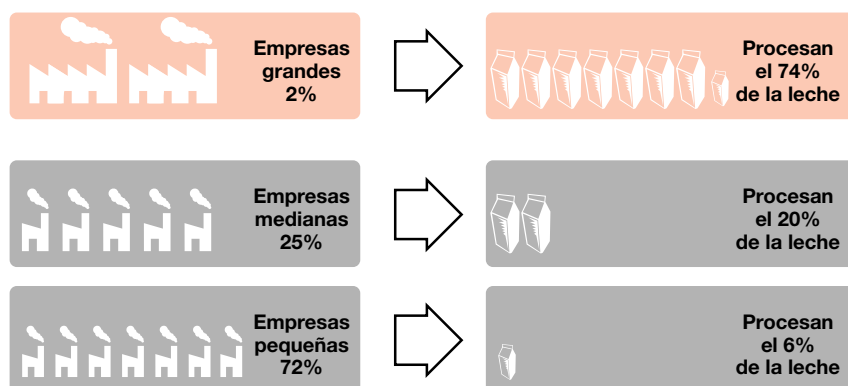 Empresas
grandes
2%
Procesan
el 74%
de la leche
Empresas
medianas
25%
Procesan
el 20%
de la leche
Empresas
pequeñas
72%
Procesan
el 6%
de la leche